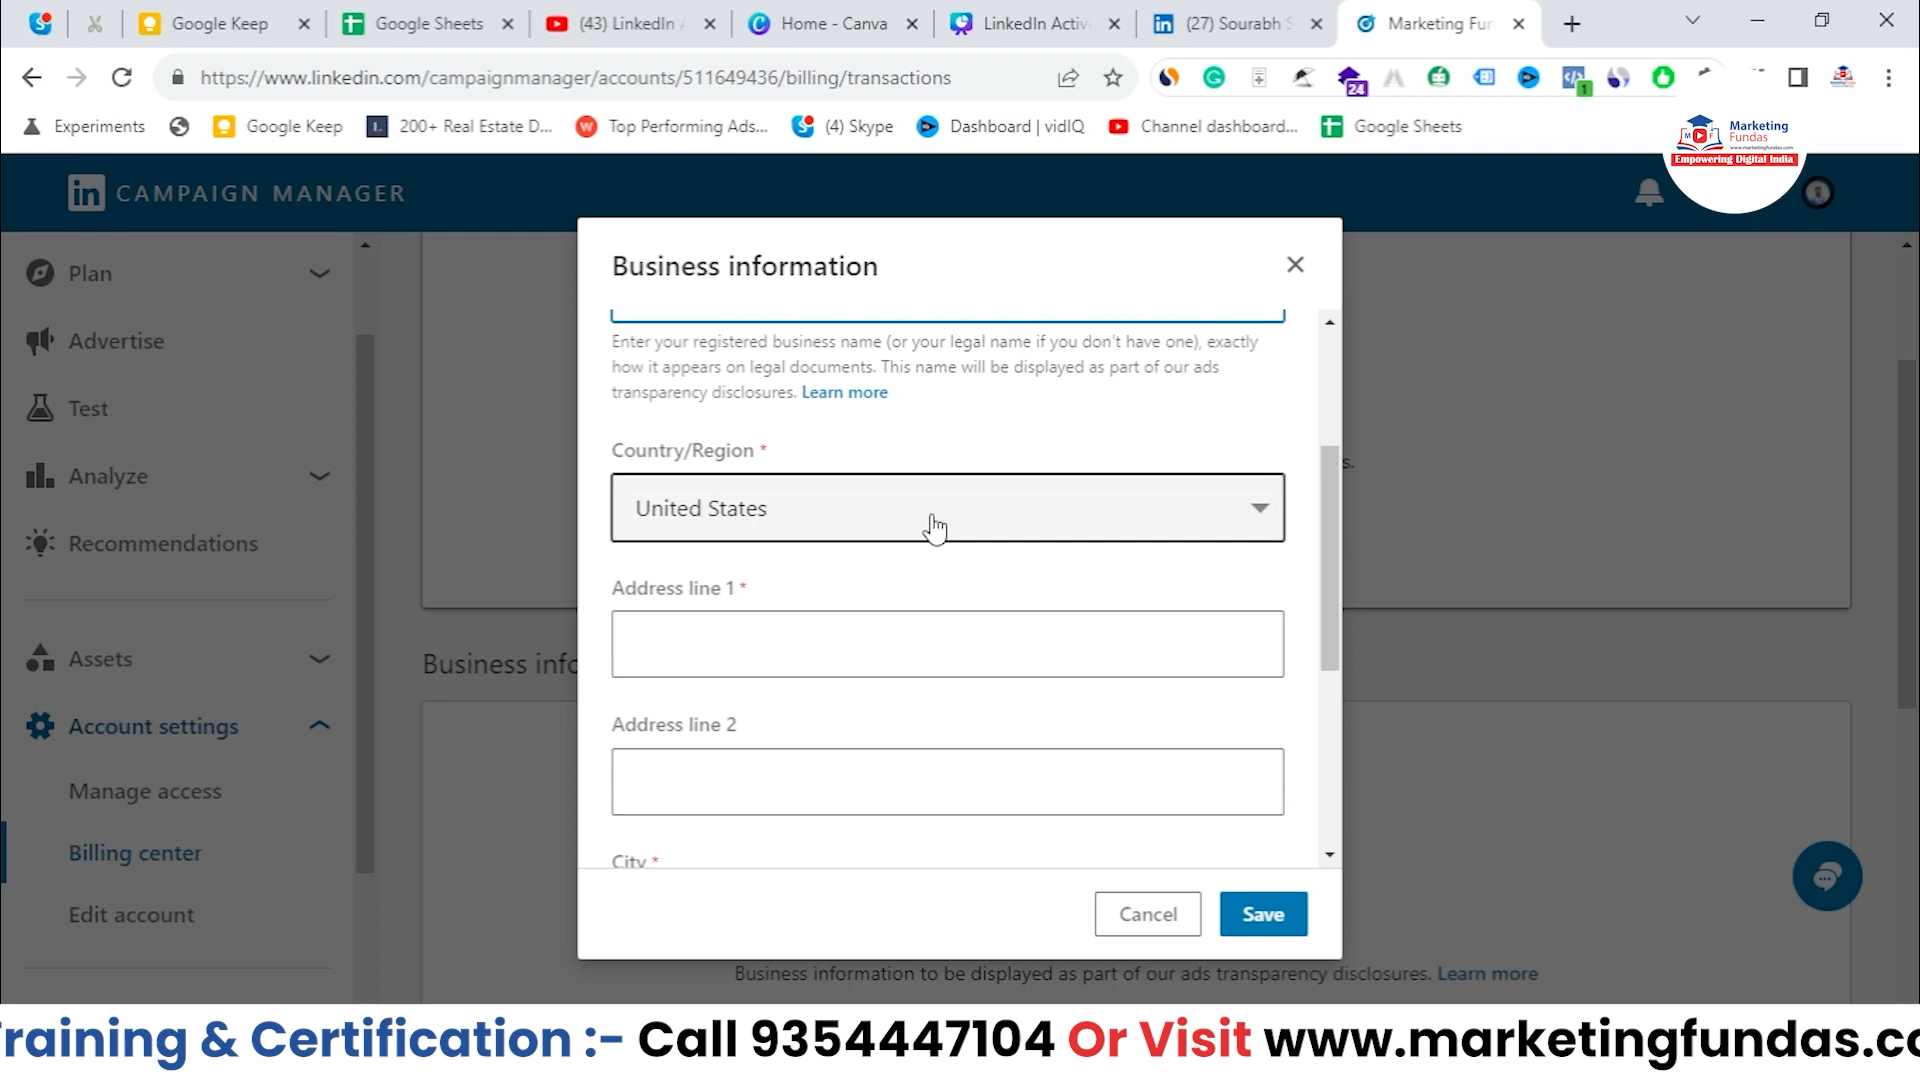 Google Keep
Google Sheets
(43) LinkedIn
Home - Canva
LinkedIn Activ
(27) Sourabh S
Marketing Fun
https://www.linkedin.com/campaignmanager/accounts/511649436/billing/transactions
24
1
Experiments
Google Keep
200+ Real Estate D...
Top Performing Ads...
(4) Skype
Dashboard | vidIQ
Channel dashboard...
Google Sheets
Marketing
Fundas
www.marketingfundas.com
Empowering Digital India
in CAMPAIGN MANAGER
Plan
Advertise
Test
Analyze
Recommendations
Assets
Account settings
Manage access
Billing center
Edit account
Business info
s.
Business information
Enter your registered business name (or your legal name if you don't have one), exactly
how it appears on legal documents. This name will be displayed as part of our ads
transparency disclosures. Learn more
Country/Region *
United States
Address line 1 *
Address line 2
City *
Cancel
Save
Business information to be displayed as part of our ads transparency disclosures. Learn more
raining & Certification :- Call 9354447104 Or Visit www.marketingfundas.co